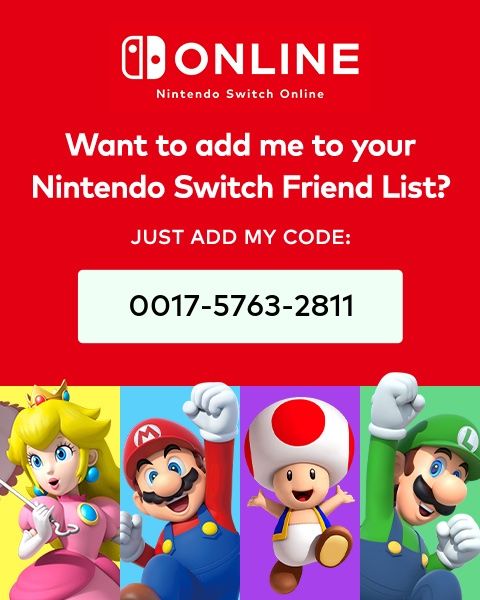 ONLINE
Nintendo Switch Online
Want to add me to your
Nintendo Switch Friend List?
JUST ADD MY CODE:
0017-5763-2811
M
L